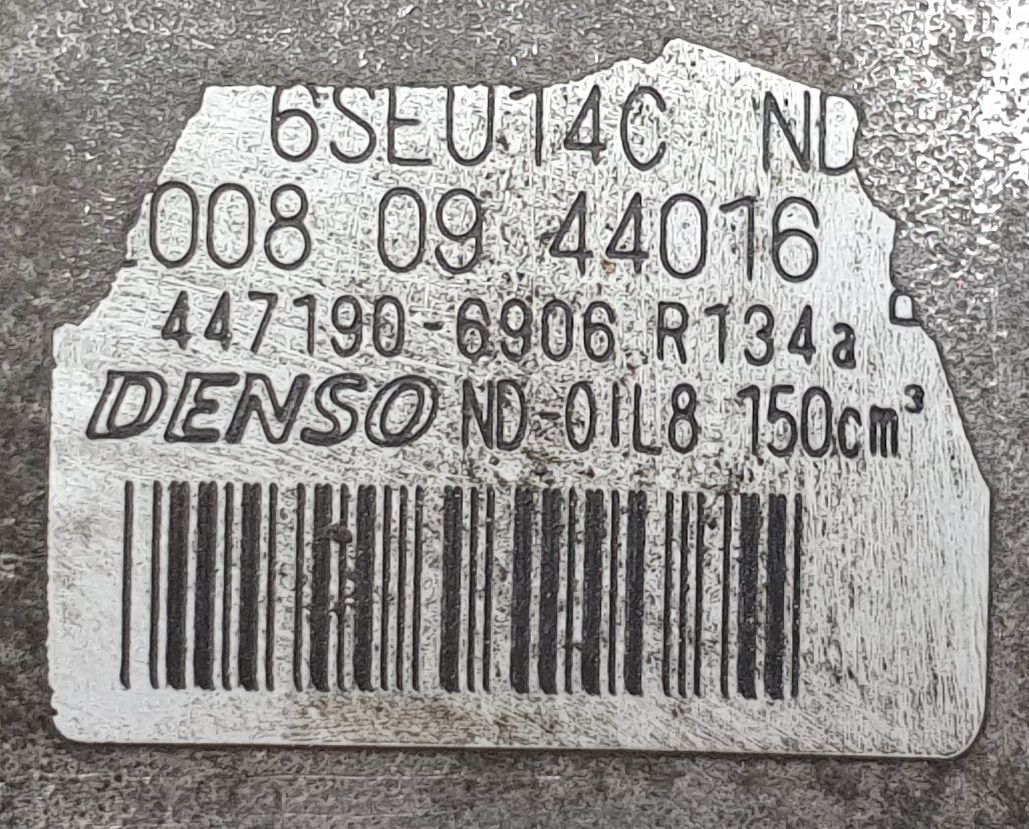 6SEU14C ND
008 09 44016
447190-6906 R134a
DENSO ND-OIL8 150cm³